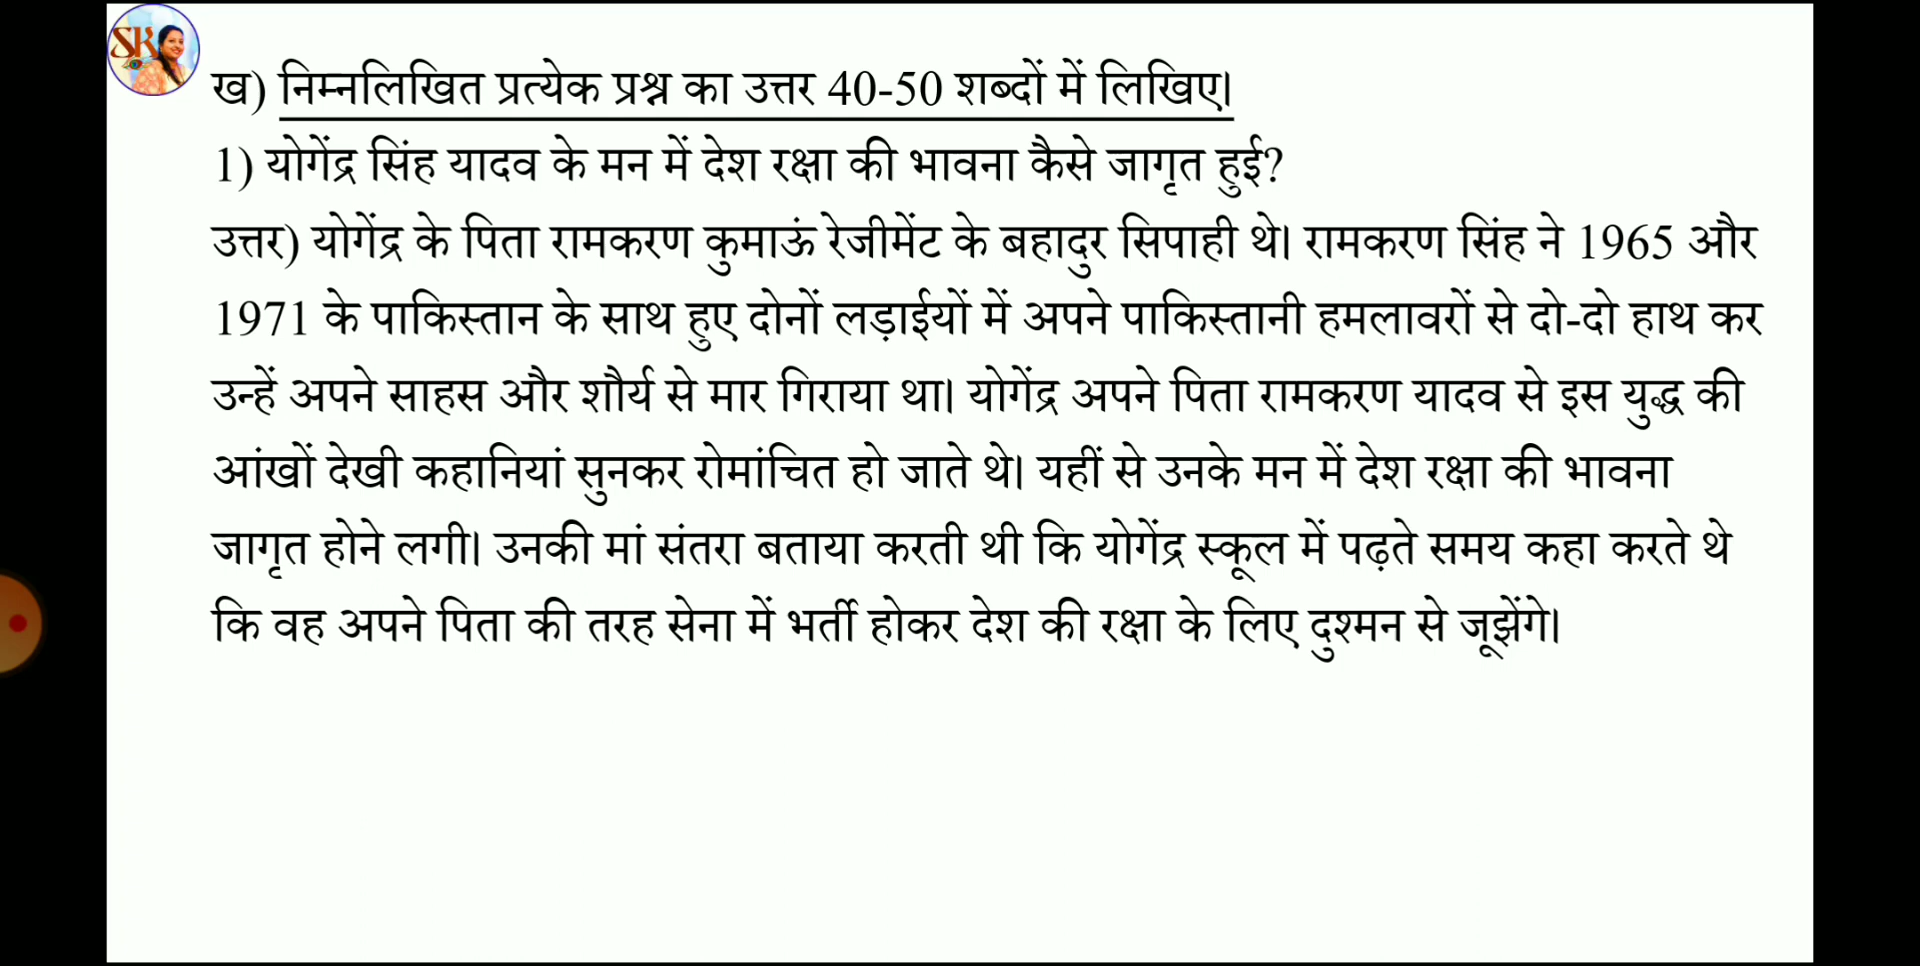 SK
ख) निम्नलिखित प्रत्येक प्रश्न का उत्तर 40-50 शब्दों में लिखिए।
1) योगेंद्र सिंह यादव के मन में देश रक्षा की भावना कैसे जागृत हुई?
उत्तर) योगेंद्र के पिता रामकरण कुमाऊं रेजीमेंट के बहादुर सिपाही थे। रामकरण सिंह ने 1965 और
1971 के पाकिस्तान के साथ हुए दोनों लड़ाईयों में अपने पाकिस्तानी हमलावरों से दो-दो हाथ कर
उन्हें अपने साहस और शौर्य से मार गिराया था। योगेंद्र अपने पिता रामकरण यादव से इस युद्ध की
आंखों देखी कहानियां सुनकर रोमांचित हो जाते थे। यहीं से उनके मन में देश रक्षा की भावना
जागृत होने लगी। उनकी मां संतरा बताया करती थी कि योगेंद्र स्कूल में पढ़ते समय कहा करते थे
कि वह अपने पिता की तरह सेना में भर्ती होकर देश की रक्षा के लिए दुश्मन से जूझेंगे।